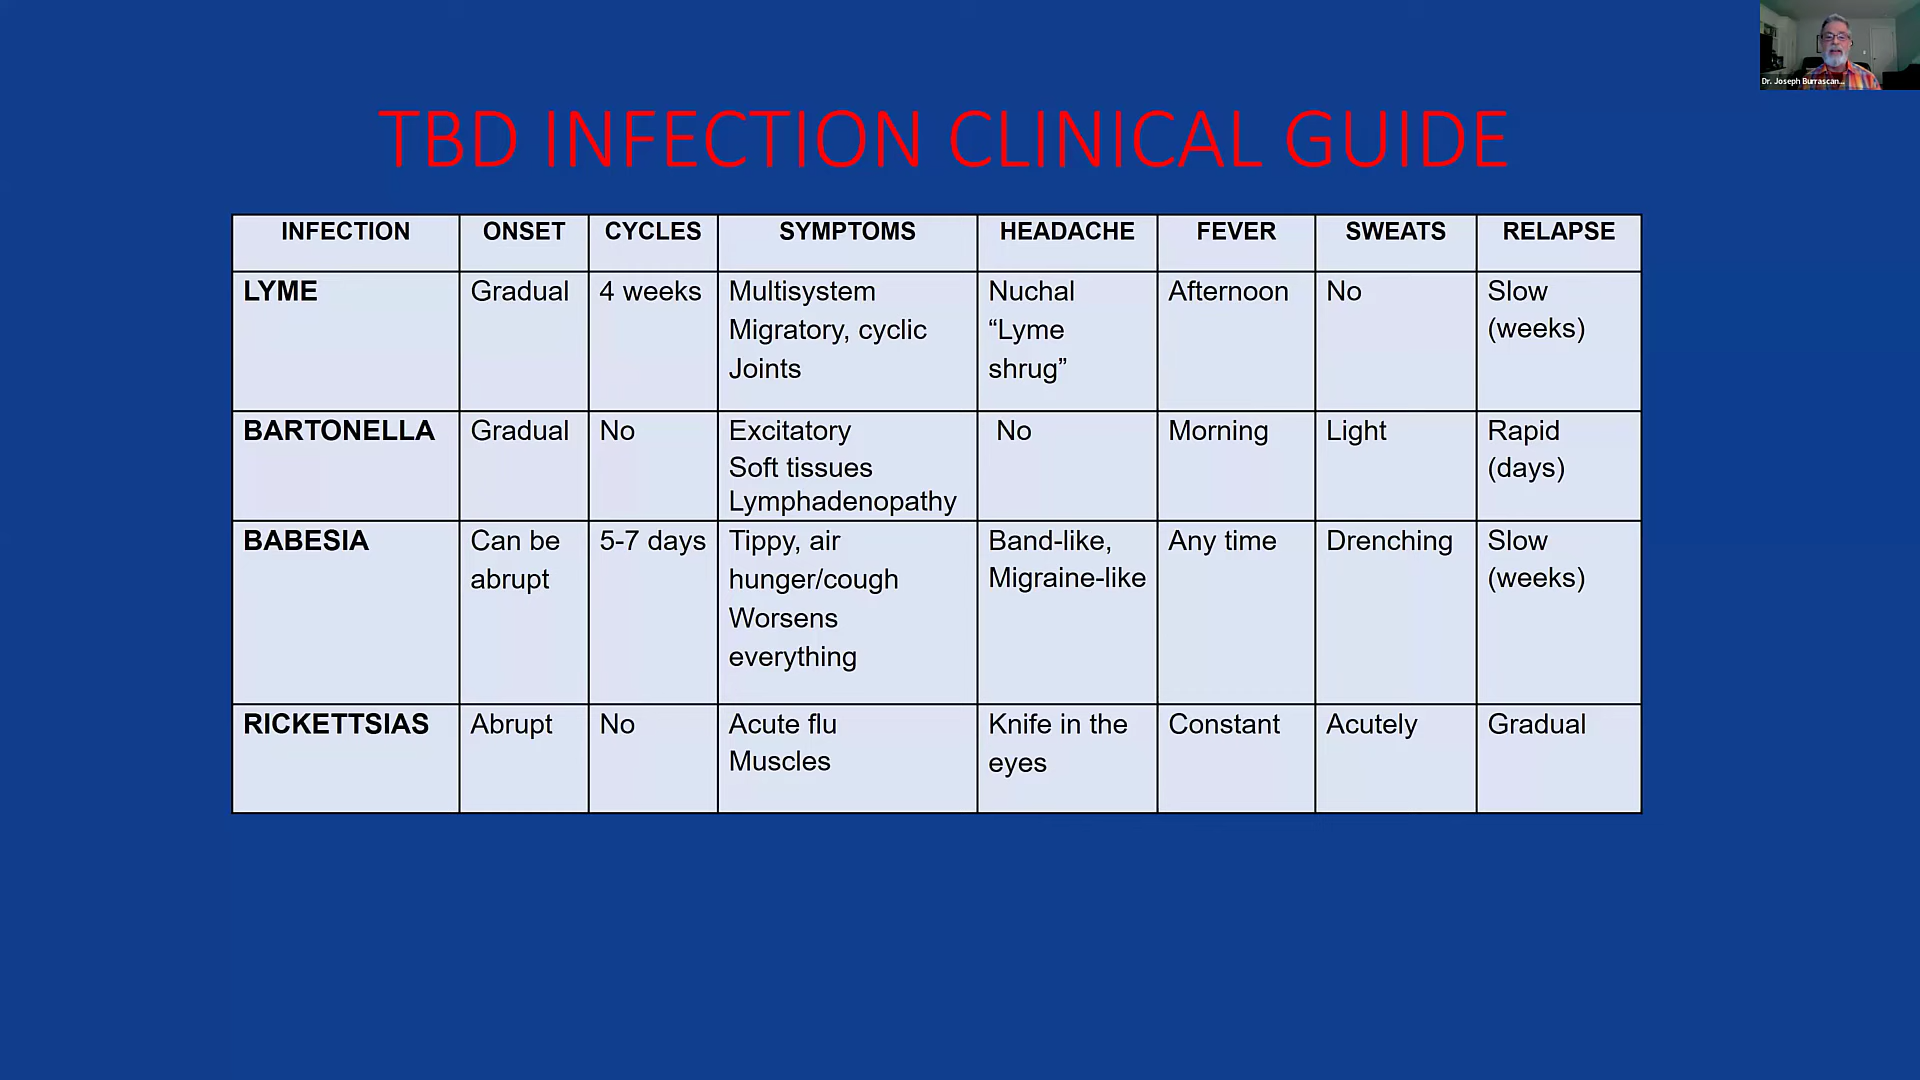 Dr. Joseph Burrascan...
TBD INFECTION CLINICAL GUIDE
INFECTION ONSET CYCLES SYMPTOMS HEADACHE FEVER SWEATS RELAPSE
LYME Gradual 4 weeks Multisystem Nuchal Afternoon No Slow
Migratory, cyclic “Lyme (weeks)
Joints shrug”
BARTONELLA Gradual No Excitatory No Morning Light Rapid
Soft tissues (days)
Lymphadenopathy
BABESIA Can be 5-7 days Tippy, air Band-like, Any time Drenching Slow
abrupt hunger/cough Migraine-like (weeks)
Worsens
everything
RICKETTSIAS Abrupt No Acute flu Knife in the Constant Acutely Gradual
Muscles eyes